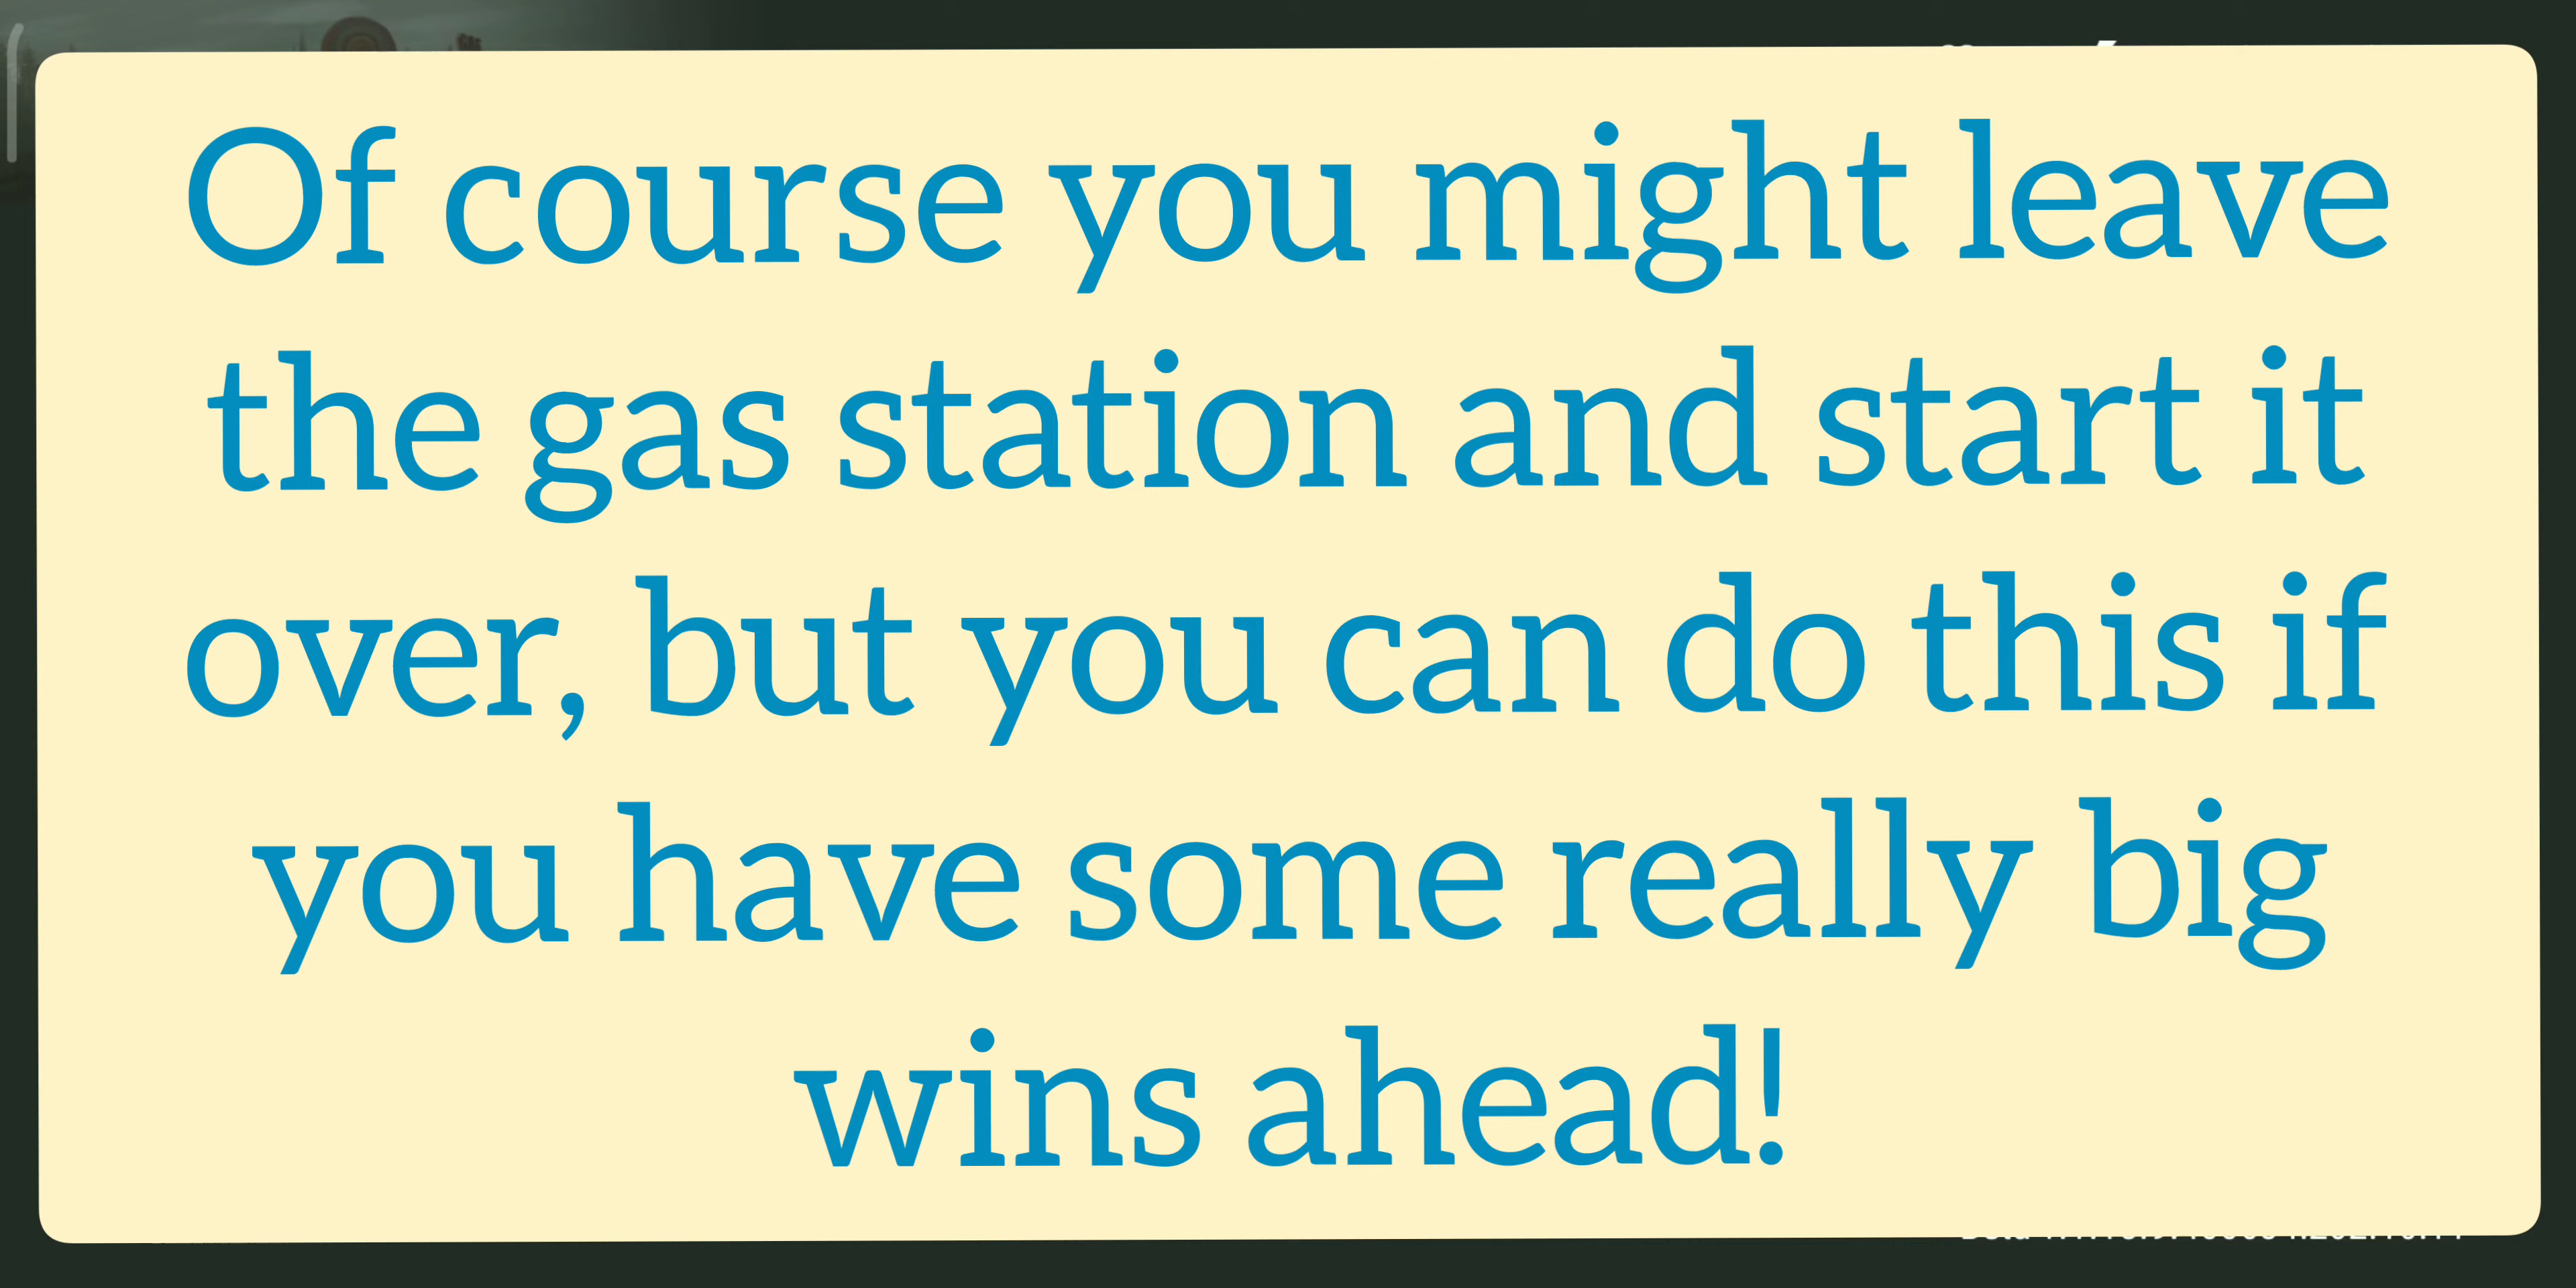 Of course you might leave
the gas station and start it
over, but you can do this if
you have some really big
wins ahead!